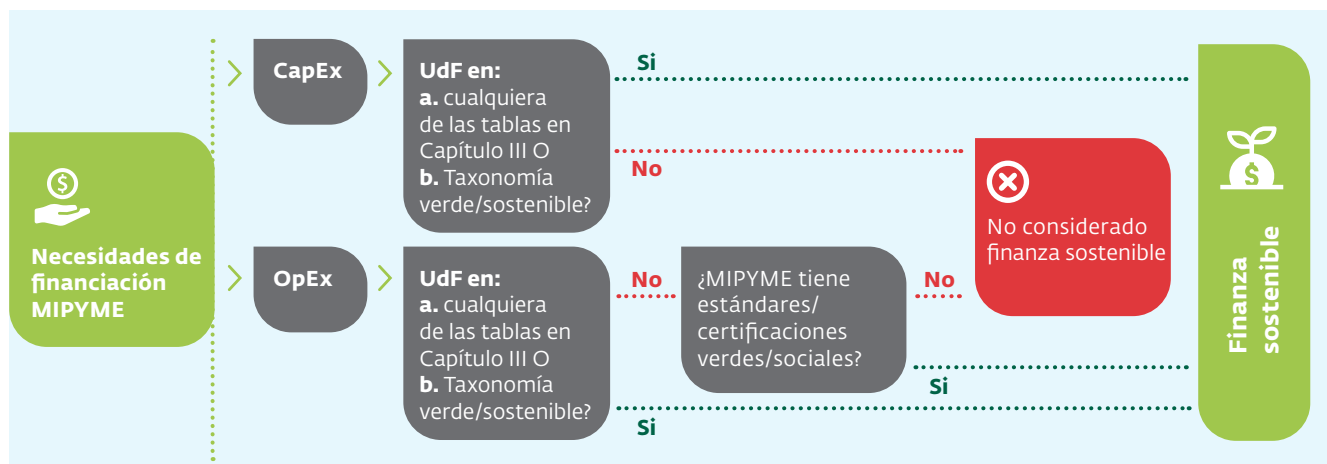 Necesidades de
financiación
MIPYME
CapEx
UdF en:
a. cualquiera
de las tablas en
Capítulo III O
b. Taxonomía
verde/sostenible?
Si
No
OpEx
UdF en:
a. cualquiera
de las tablas en
Capítulo III O
b. Taxonomía
verde/sostenible?
No
¿MIPYME tiene
estándares/
certificaciones
verdes/sociales?
No
Si
Si
No considerado
finanza sostenible
$
$
Finanza
sostenible